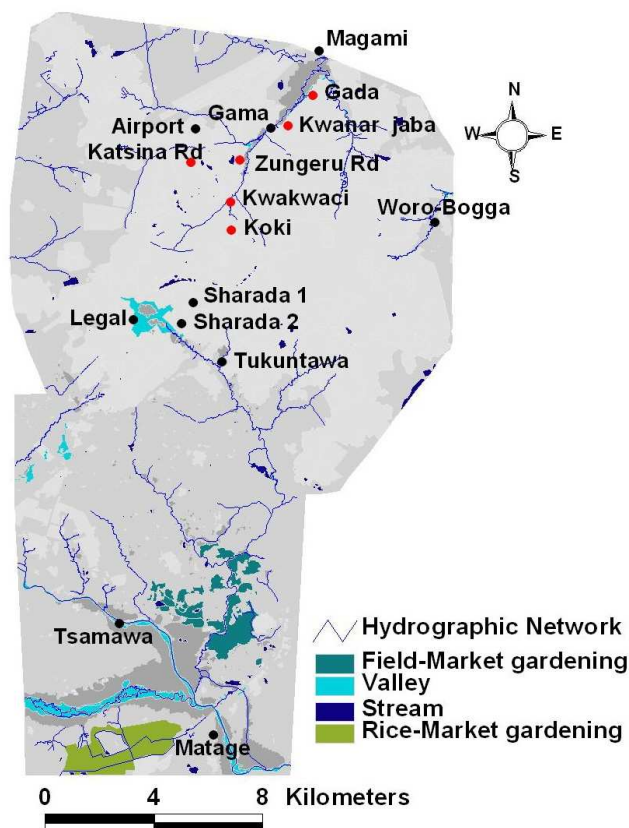 Magami
Gada
Gama
Kwanar jaba
Airport
Katsina Rd
Zungeru Rd
Kwakwaci
Koki
Woro-Bogga
N
W
E
S
Sharada 1
Legal
Sharada 2
Tukuntawa
Tsamawa
Matage
Hydrographic Network
Field-Market gardening
Valley
Stream
Rice-Market gardening
0 4 8 Kilometers